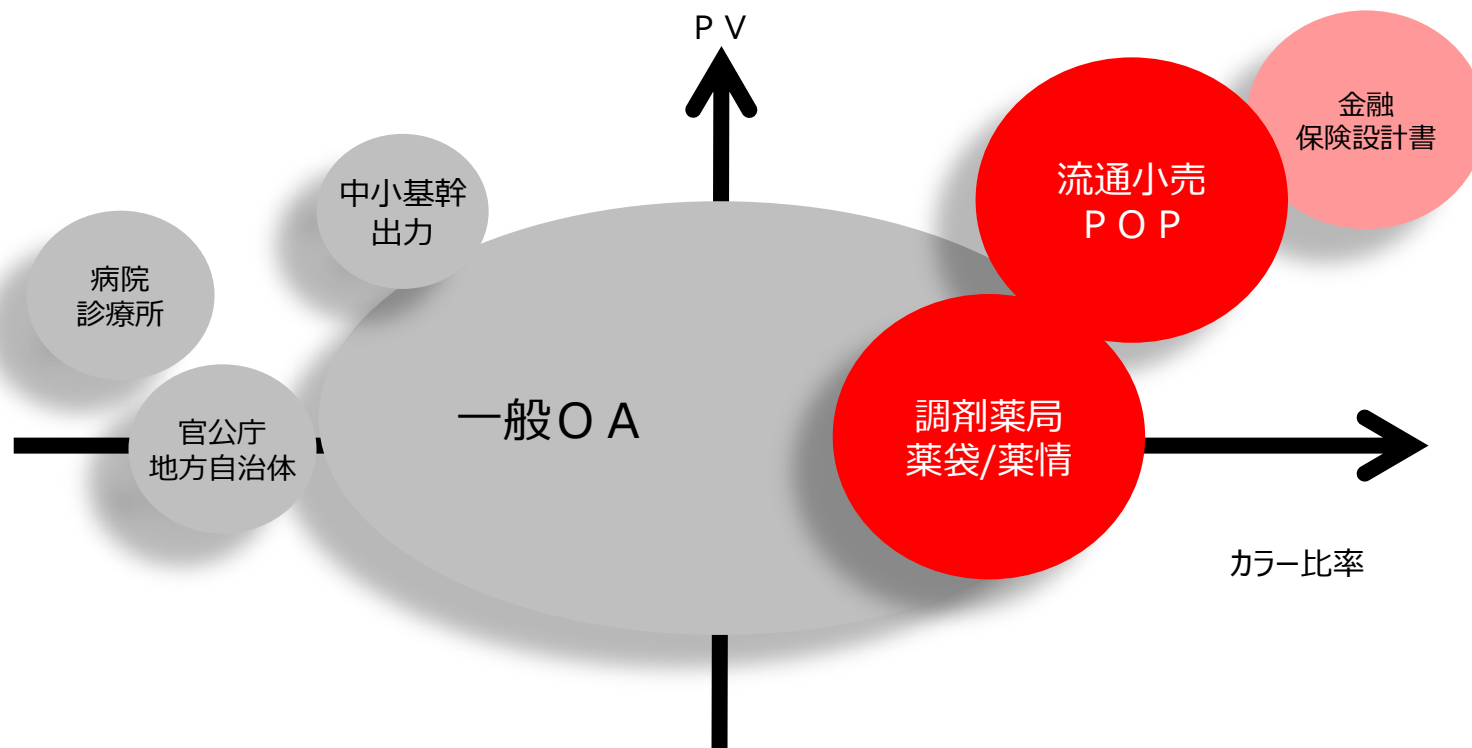 ＰＶ
金融
保険設計書
流通小売
ＰＯＰ
中小基幹
出力
病院
診療所
一般ＯＡ
調剤薬局
薬袋/薬情
官公庁
地方自治体
カラー比率